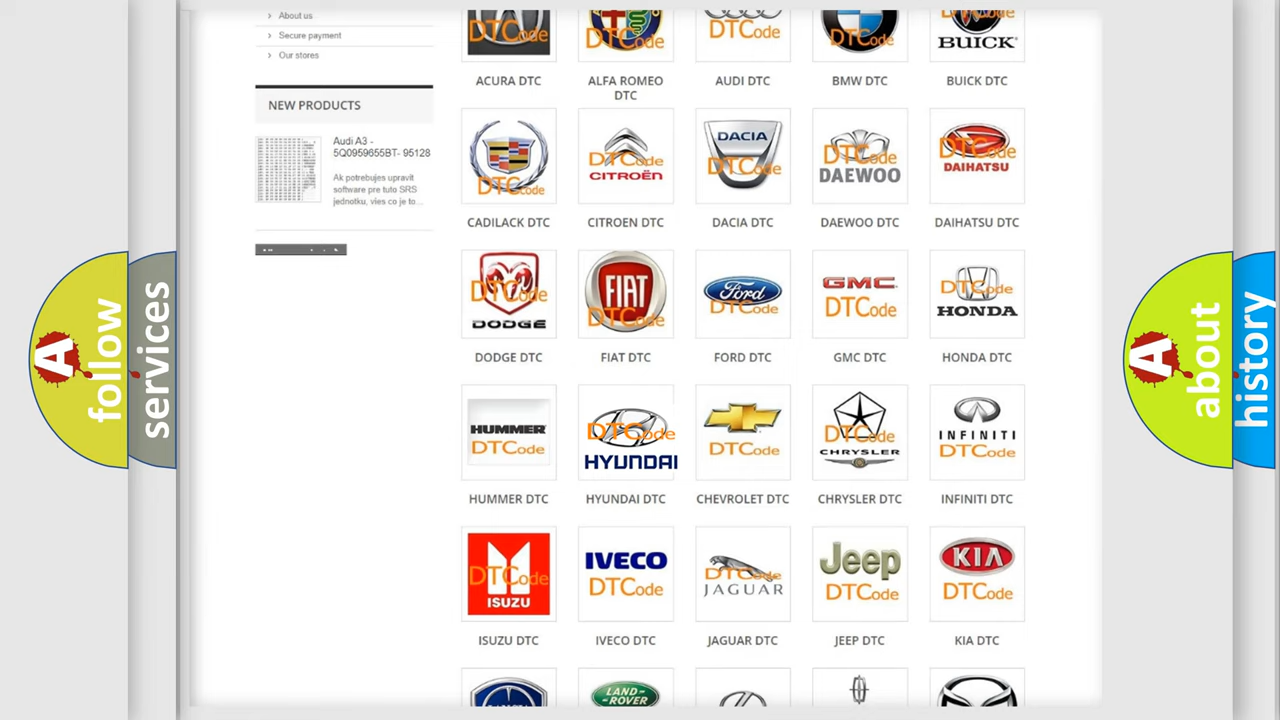 About us
Secure payment
Our stores
NEW PRODUCTS
Audi A3 -
5Q0959655BT- 95128
Ak potrebujes upravit
software pre tuto SRS
jednotku, vies co je to...
DTCode
DTCode
DTCode
DTCode
BUICK
ACURA DTC
ALFA ROMEO
DTC
AUDI DTC
BMW DTC
BUICK DTC
DTCode
DTCode
CITROËN
DACIA
DTCode
DTCode
DAEWOO
DTCode
DAIHATSU
CADILACK DTC
CITROEN DTC
DACIA DTC
DAEWOO DTC
DAIHATSU DTC
DTCode
DODGE
FIAT
DTCode
Ford
DTCode
GMC
DTCode
DTCode
HONDA
DODGE DTC
FIAT DTC
FORD DTC
GMC DTC
HONDA DTC
HUMMER
DTCode
DTCode
HYUNDAI
DTCode
DTCode
CHRYSLER
INFINITI
DTCode
HUMMER DTC
HYUNDAI DTC
CHEVROLET DTC
CHRYSLER DTC
INFINITI DTC
DTCode
ISUZU
IVECO
DTCode
DTCode
JAGUAR
Jeep
DTCode
KIA
DTCode
ISUZU DTC
IVECO DTC
JAGUAR DTC
JEEP DTC
KIA DTC
LAND-
ROVER
A
follow
services
A
about
history